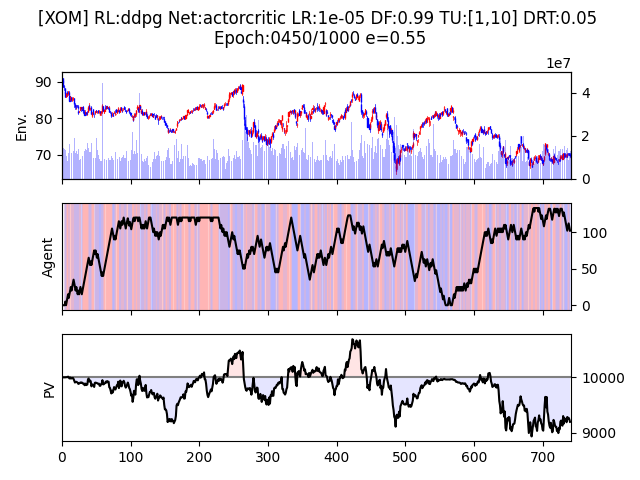 [XOM] RL:ddpg Net:actorcritic LR:1e-05 DF:0.99 TU:[1,10] DRT:0.05
Epoch:0450/1000 e=0.55
1e7
90
80
70
Env.
4
2
0
Agent
100
50
0
PV
10000
9000
0 100 200 300 400 500 600 700